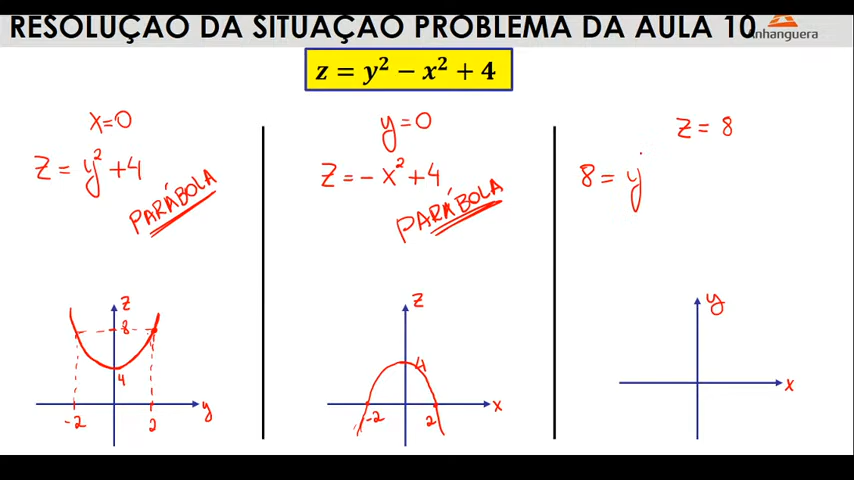 RESOLUÇAO DA SITUAÇAO PROBLEMA DA AULA 10
Anhanguera
z = y² − x² + 4
x=0
z = y² + 4
PARÁBOLA
z
8
4
-2
2
y
y=0
z = - x² + 4
PARÁBOLA
z
4
-2
2
x
z = 8
8 = y
y
x